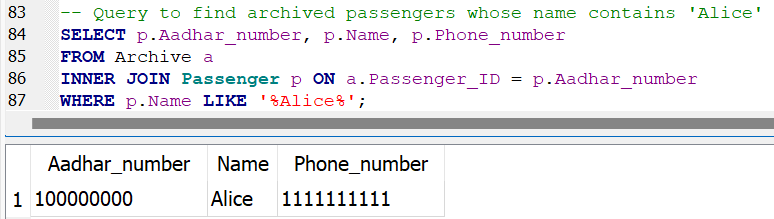 83 -- Query to find archived passengers whose name contains 'Alice'
84 SELECT p.Aadhar_number, p.Name, p.Phone_number
85 FROM Archive a
86 INNER JOIN Passenger p ON a.Passenger_ID = p.Aadhar_number
87 WHERE p.Name LIKE '%Alice%';
Aadhar_number Name Phone_number
1 100000000 Alice 1111111111